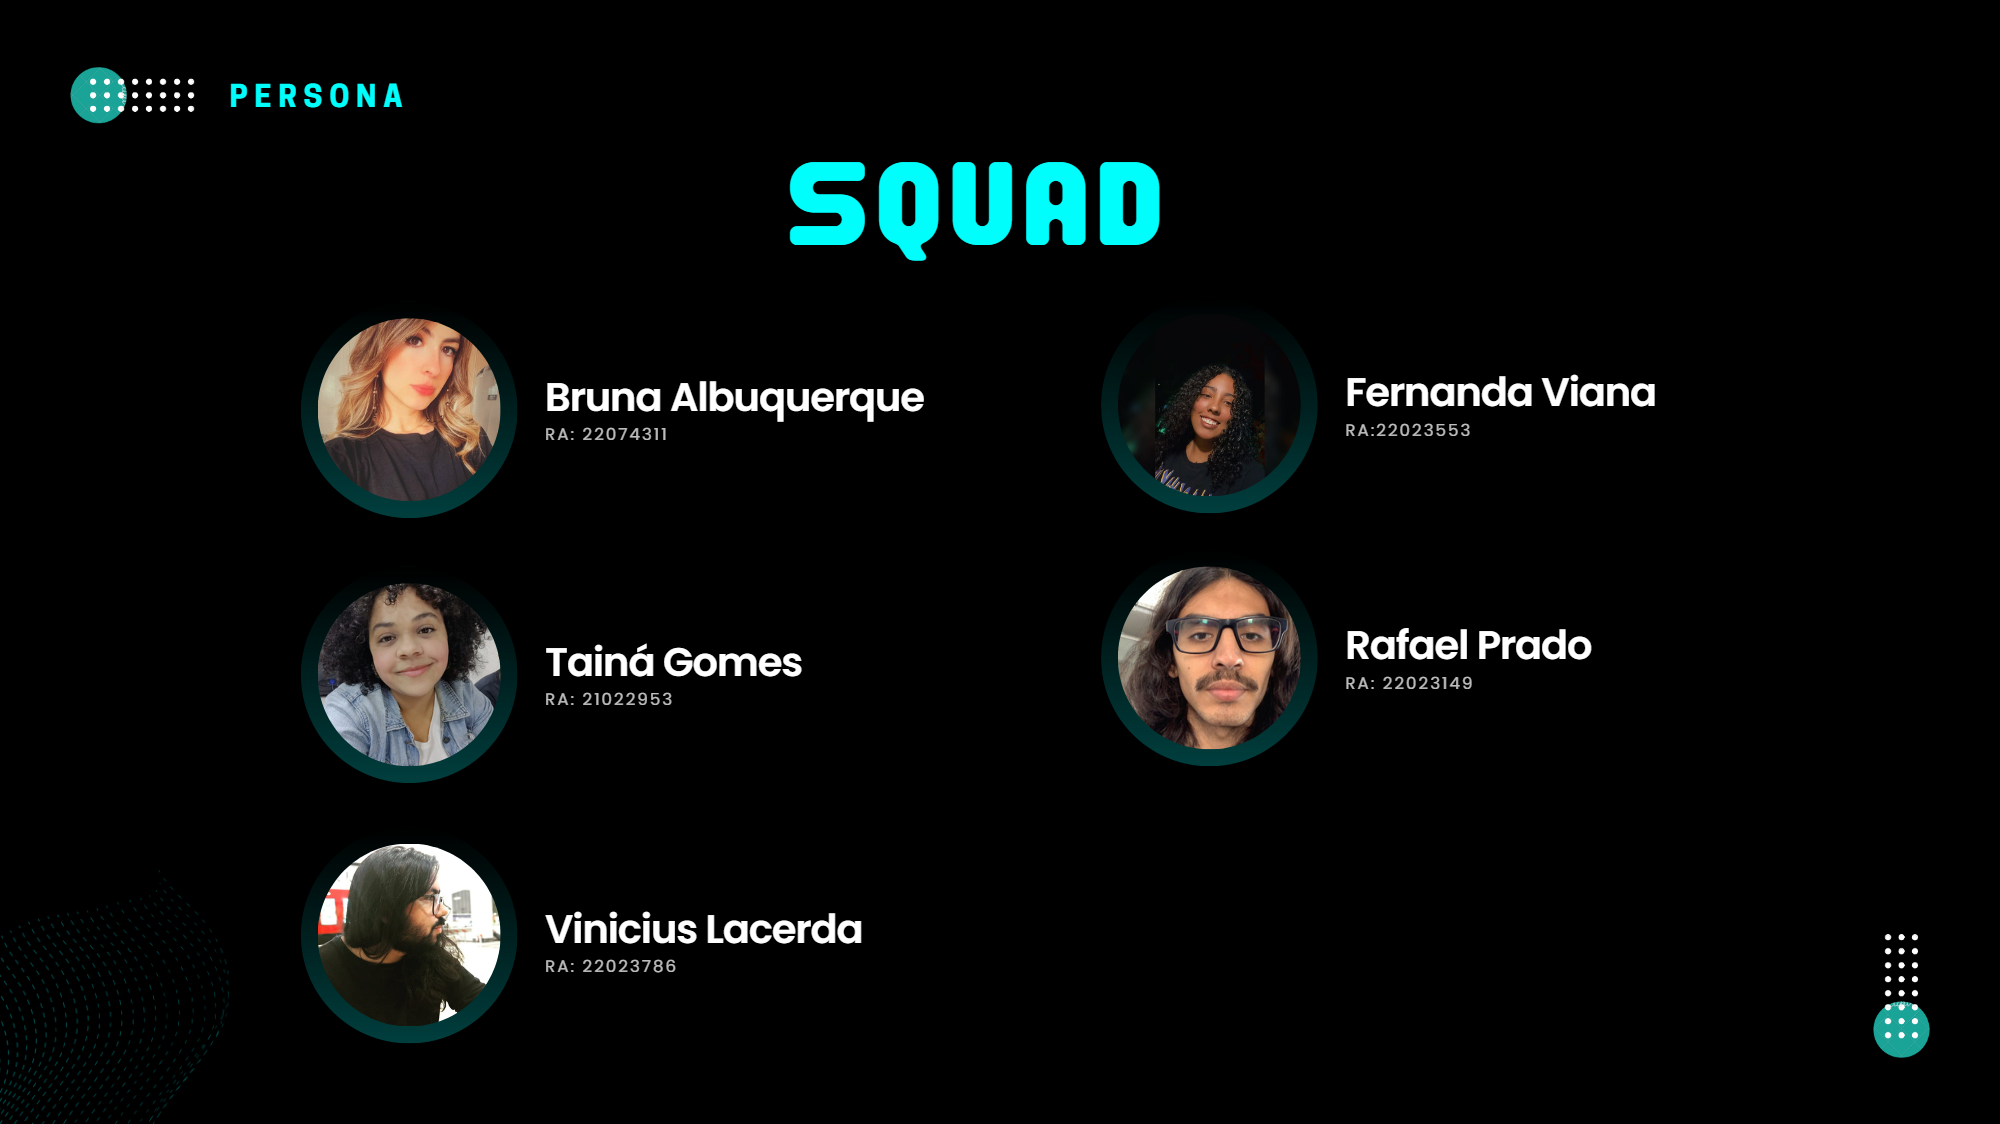 PERSONA
SQUAD
Bruna Albuquerque
RA: 22074311
Fernanda Viana
RA:22023553
Tainá Gomes
RA: 21022953
Rafael Prado
RA: 22023149
Vinicius Lacerda
RA: 22023786